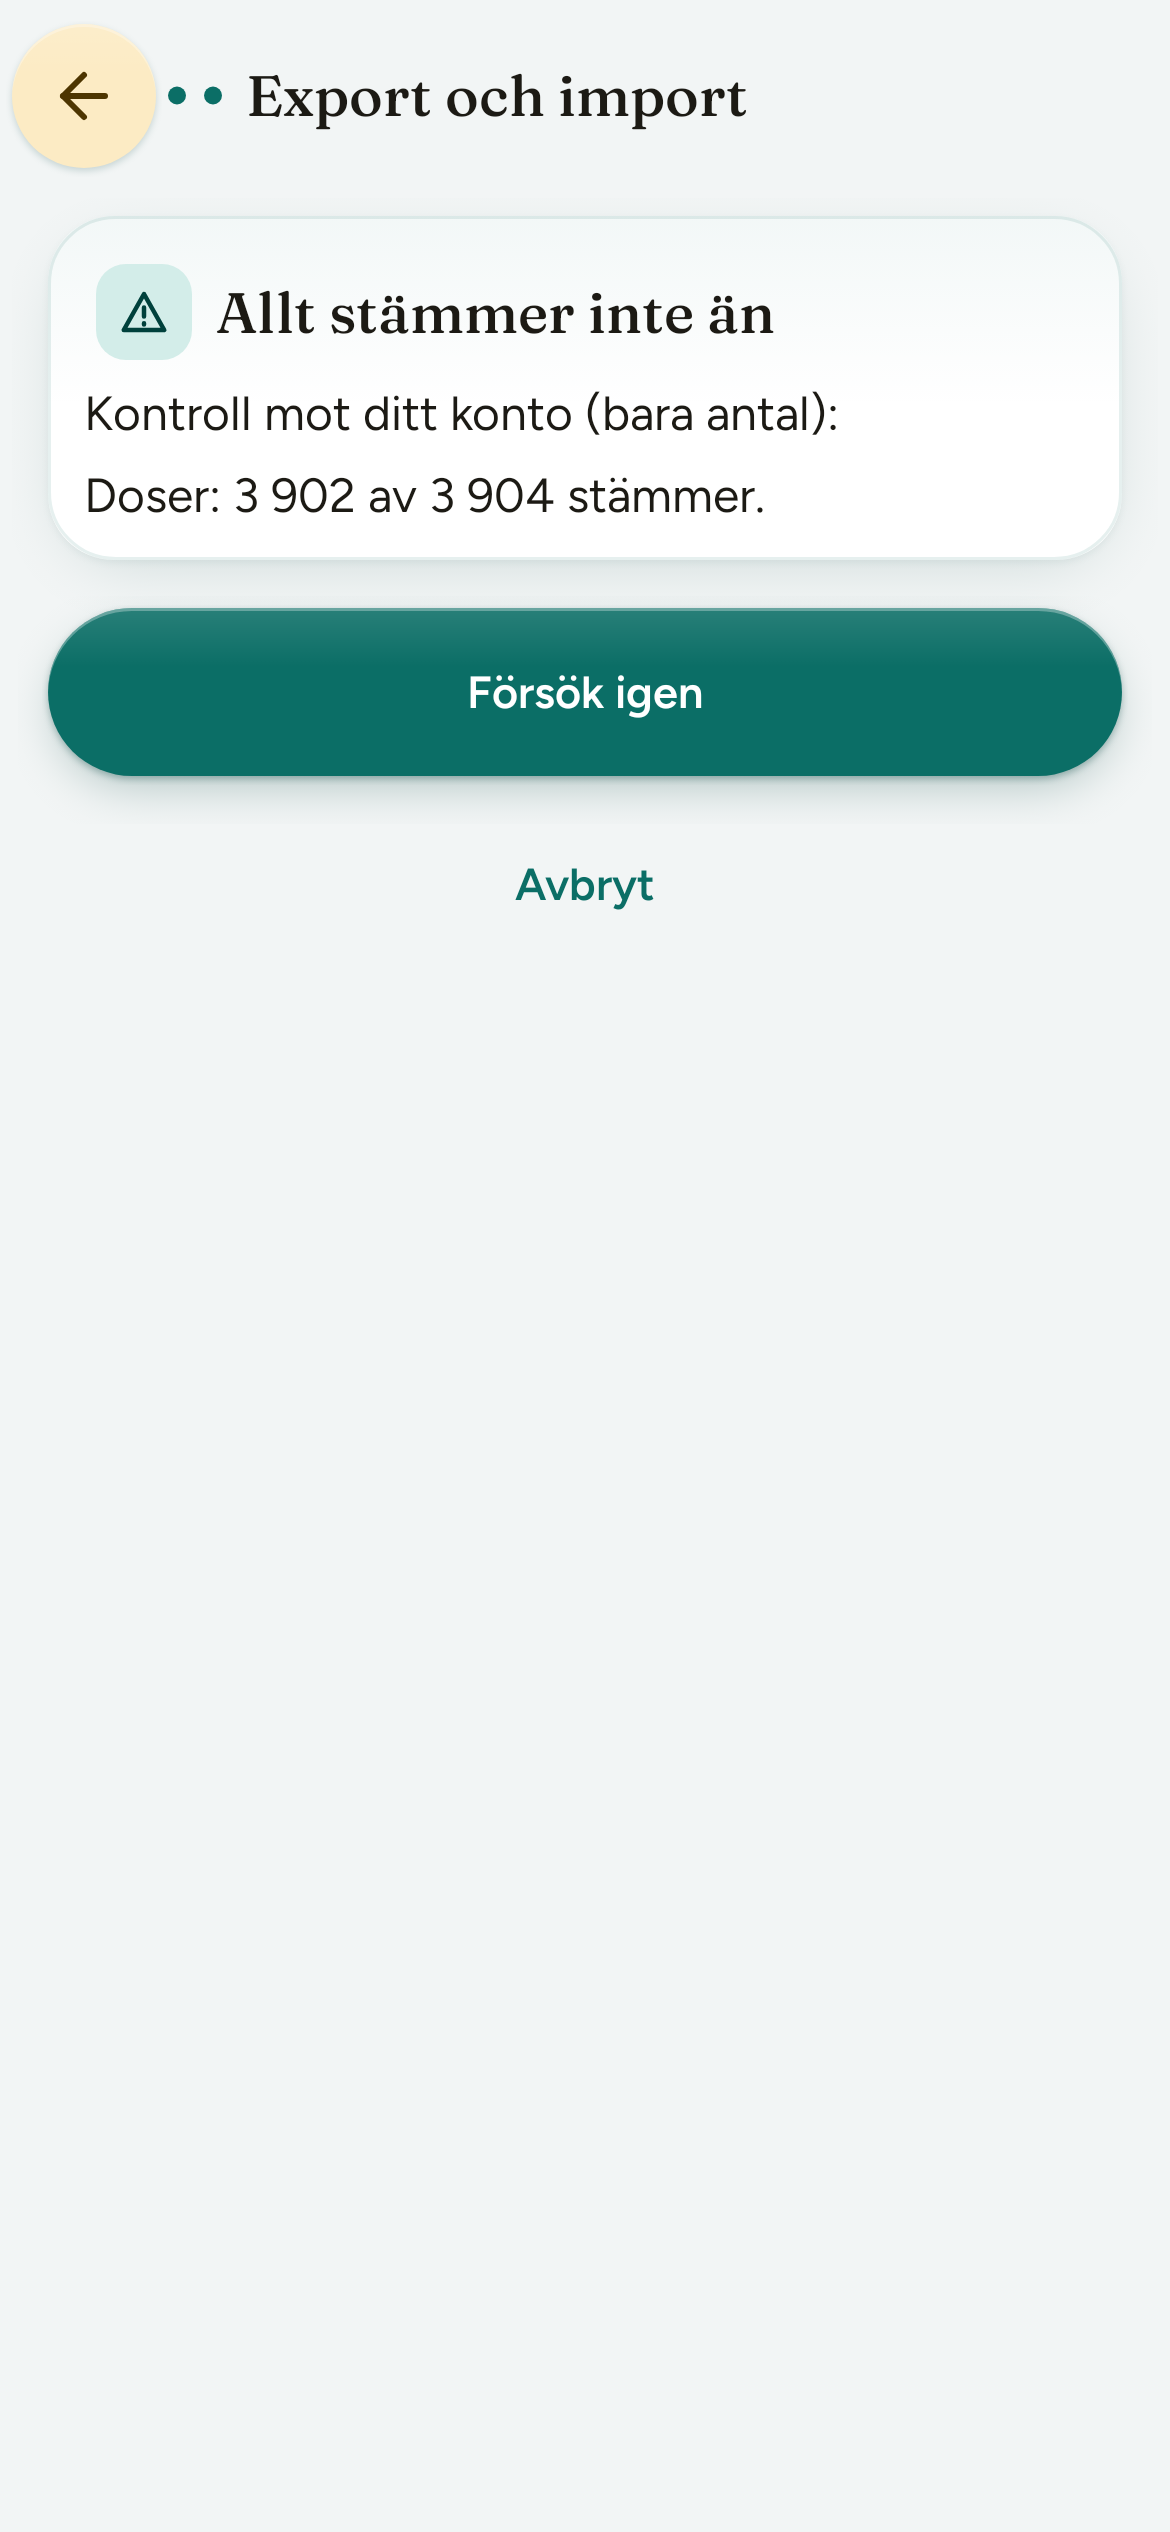 Export och import
Allt stämmer inte än
Kontroll mot ditt konto (bara antal):
Doser: 3 902 av 3 904 stämmer.
Försök igen
Avbryt